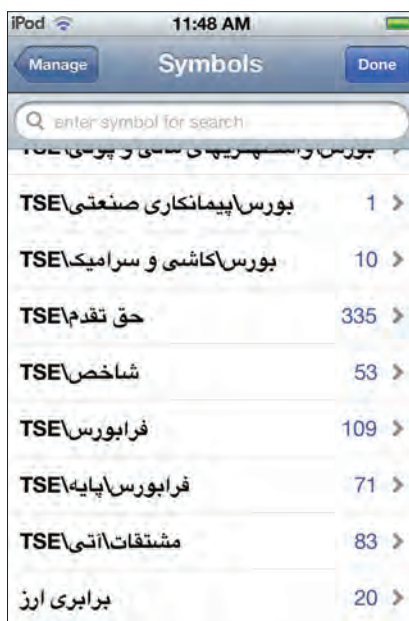 iPod 11:48 AM
Manage Symbols Done
enter symbol for search
بورس\پیمانکاری صنعتی\TSE 1
بورس\کاشی و سرامیک\TSE 10
حق تقدم\TSE 335
شاخص\TSE 53
فرابورس\TSE 109
فرابورس\پایه\TSE 71
مشتقات\آتی\TSE 83
برابری ارز 20